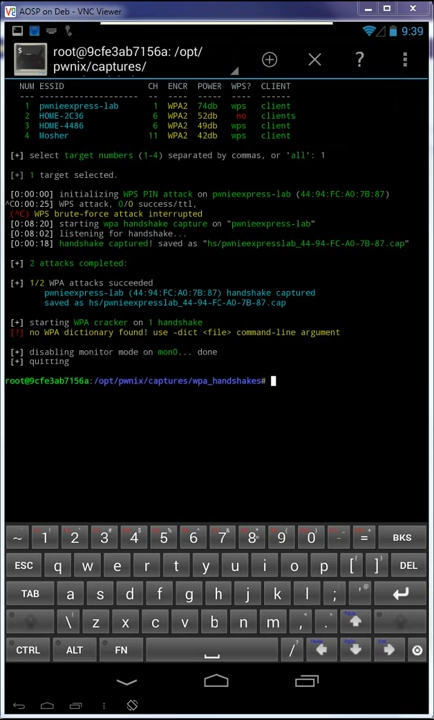 AOSP on Deb - VNC Viewer
9:39
root@9cfe3ab7156a: /opt/
pwnix/captures/
NUM ESSID CH ENCR POWER WPS? CLIENT
1 pwnieexpress-lab 6 WPA2 74db wps client
2 HOME-2C36 6 WPA2 52db no clients
3 HOME-4486 6 WPA2 49db wps
4 Mosher 11 WPA2 42db wps client
[+] select target numbers (1-4) separated by commas, or 'all': 1
[+] 1 target selected.
[0:00:00] initializing WPS PIN attack on pwnieexpress-lab (44:94:FC:A0:7B:87)
^C0:00:25] WPS attack, 0/0 success/ttl,
(^C) WPS brute-force attack interrupted
[0:08:20] starting wpa handshake capture on "pwnieexpress-lab"
[0:08:02] listening for handshake...
[0:00:18] handshake captured! saved as "hs/pwnieexpresslab_44-94-FC-A0-7B-87.cap"
[+] 2 attacks completed:
[+] 1/2 WPA attacks succeeded
pwnieexpress-lab (44:94:FC:A0:7B:87) handshake captured
saved as hs/pwnieexpresslab_44-94-FC-A0-7B-87.cap
[+] starting WPA cracker on 1 handshake
[!] no WPA dictionary found! use -dict <file> command-line argument
[+] disabling monitor mode on mon0... done
[+] quitting
root@9cfe3ab7156a:/opt/pwnix/captures/wpa_handshakes#
~ 1 2 3 4 5 6 7 8 9 0 - = BKS
ESC q w e r t y u i o p [ ] DEL
TAB a s d f g h j k l ; '
\ z x c v b n m , .
CTRL ALT FN /